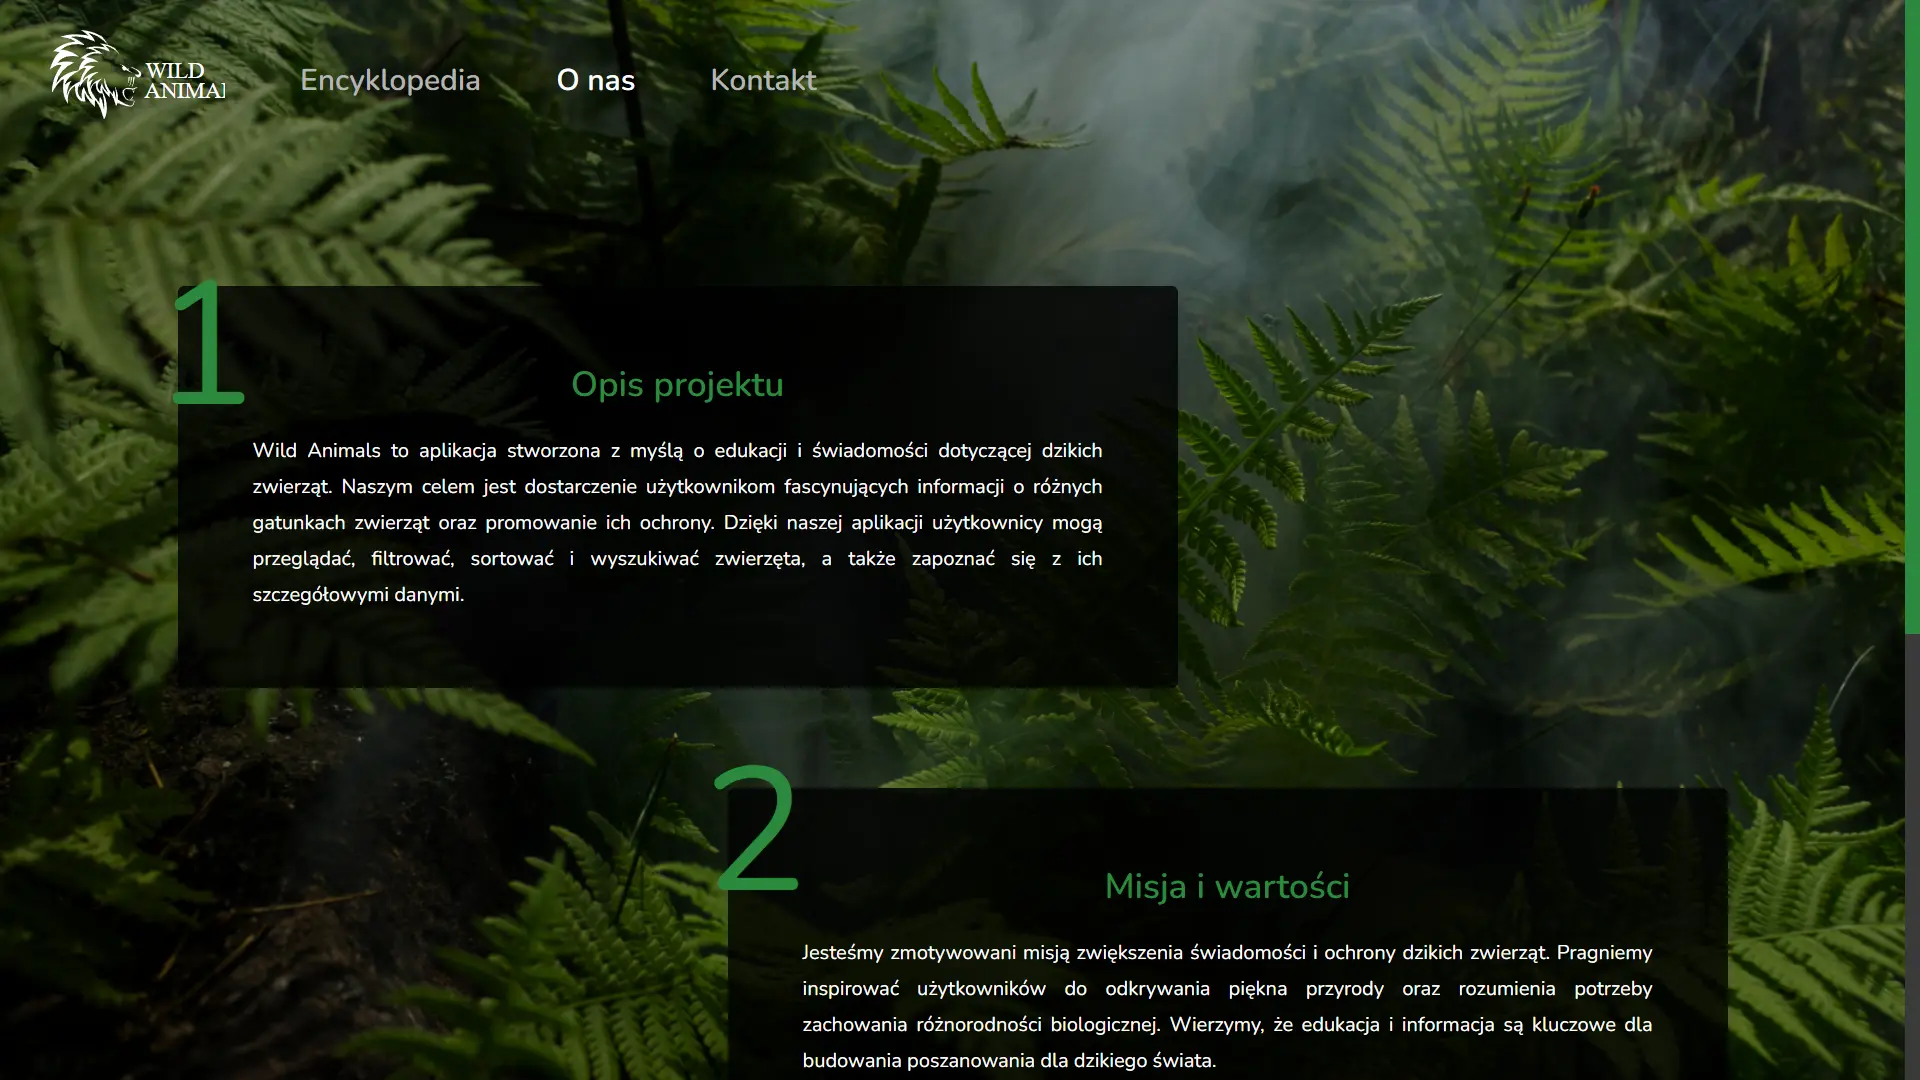 WILD
ANIMAL
Encyklopedia
O nas
Kontakt
1
Opis projektu
Wild Animals to aplikacja stworzona z myślą o edukacji i świadomości dotyczącej dzikich
zwierząt. Naszym celem jest dostarczenie użytkownikom fascynujących informacji o różnych
gatunkach zwierząt oraz promowanie ich ochrony. Dzięki naszej aplikacji użytkownicy mogą
przeglądać, filtrować, sortować i wyszukiwać zwierzęta, a także zapoznać się z ich
szczegółowymi danymi.
2
Misja i wartości
Jesteśmy zmotywowani misją zwiększenia świadomości i ochrony dzikich zwierząt. Pragniemy
inspirować użytkowników do odkrywania piękna przyrody oraz rozumienia potrzeby
zachowania różnorodności biologicznej. Wierzymy, że edukacja i informacja są kluczowe dla
budowania poszanowania dla dzikiego świata.